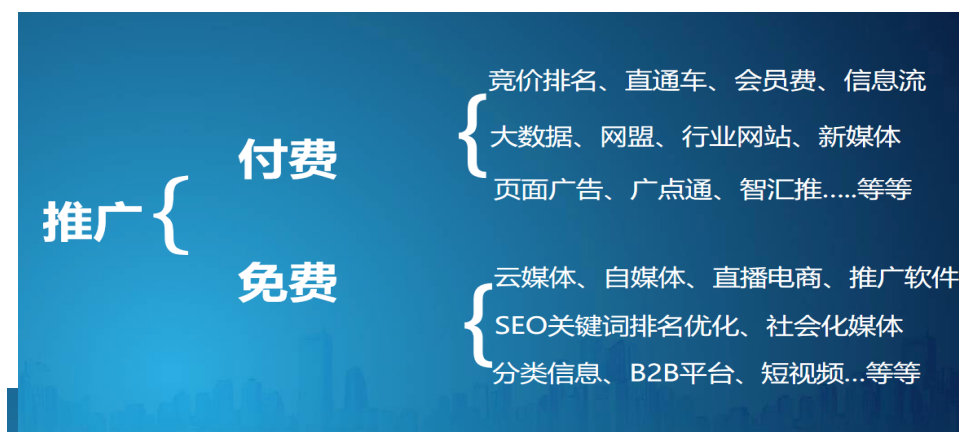 竞价排名、直通车、会员费、信息流
大数据、网盟、行业网站、新媒体
付费
页面广告、广点通、智汇推.....等等
推广
免费
云媒体、自媒体、直播电商、推广软件
SEO关键词排名优化、社会化媒体
分类信息、B2B平台、短视频...等等